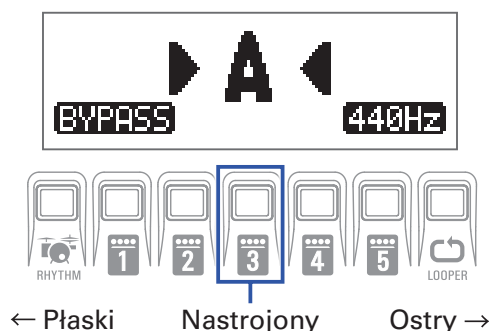 A
BYPASS 440Hz
1 2 3 4 5
RHYTHM LOOPER
← Płaski Nastrojony Ostry →